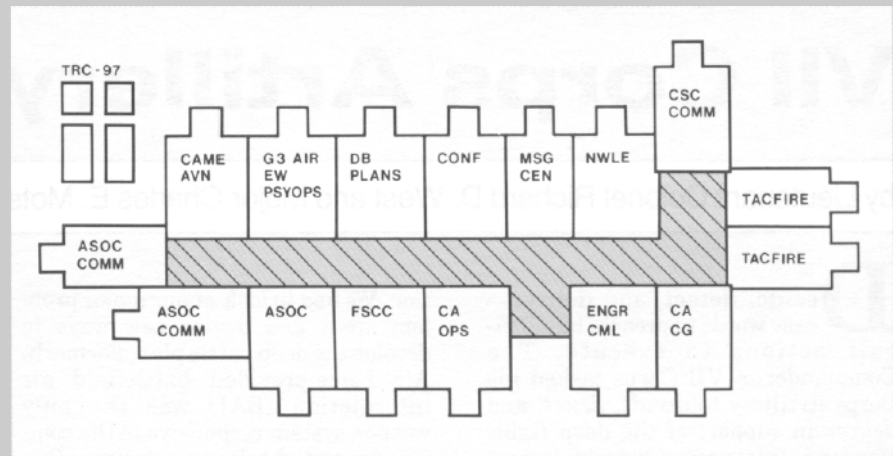 TRC-97
CSC
COMM
CAME
AVN
G3 AIR
EW
PSYOPS
DB
PLANS
CONF
MSG
CEN
NWLE
TACFIRE
ASOC
COMM
TACFIRE
ASOC
COMM
ASOC
FSCC
CA
OPS
ENGR
CML
CA
CG